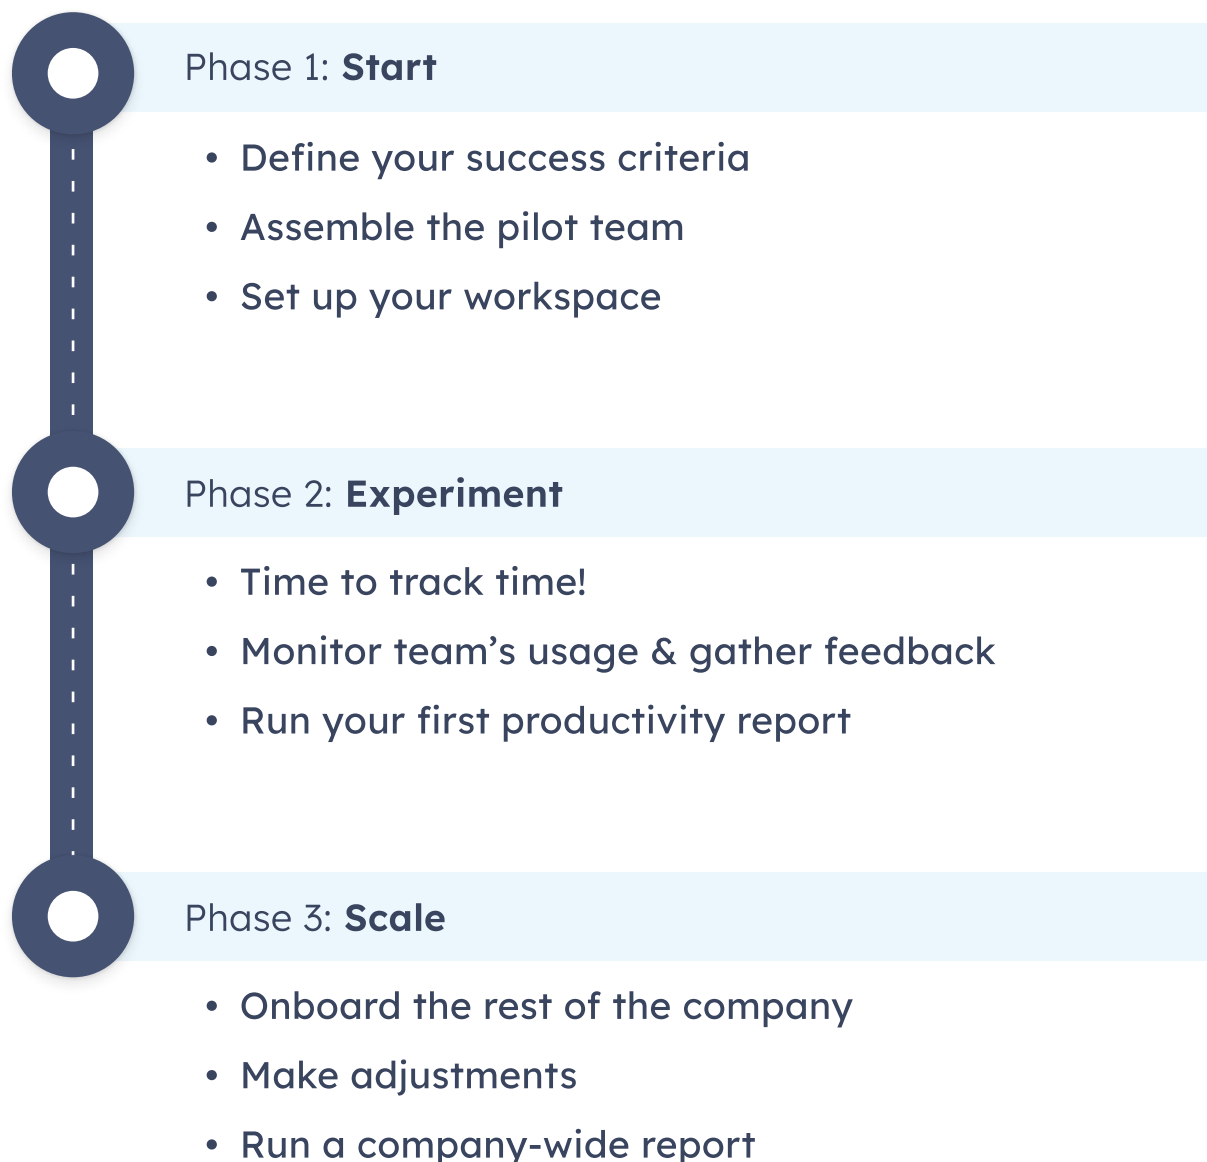 Phase 1: Start
• Define your success criteria
• Assemble the pilot team
• Set up your workspace
Phase 2: Experiment
• Time to track time!
• Monitor team’s usage & gather feedback
• Run your first productivity report
Phase 3: Scale
• Onboard the rest of the company
• Make adjustments
• Run a company-wide report